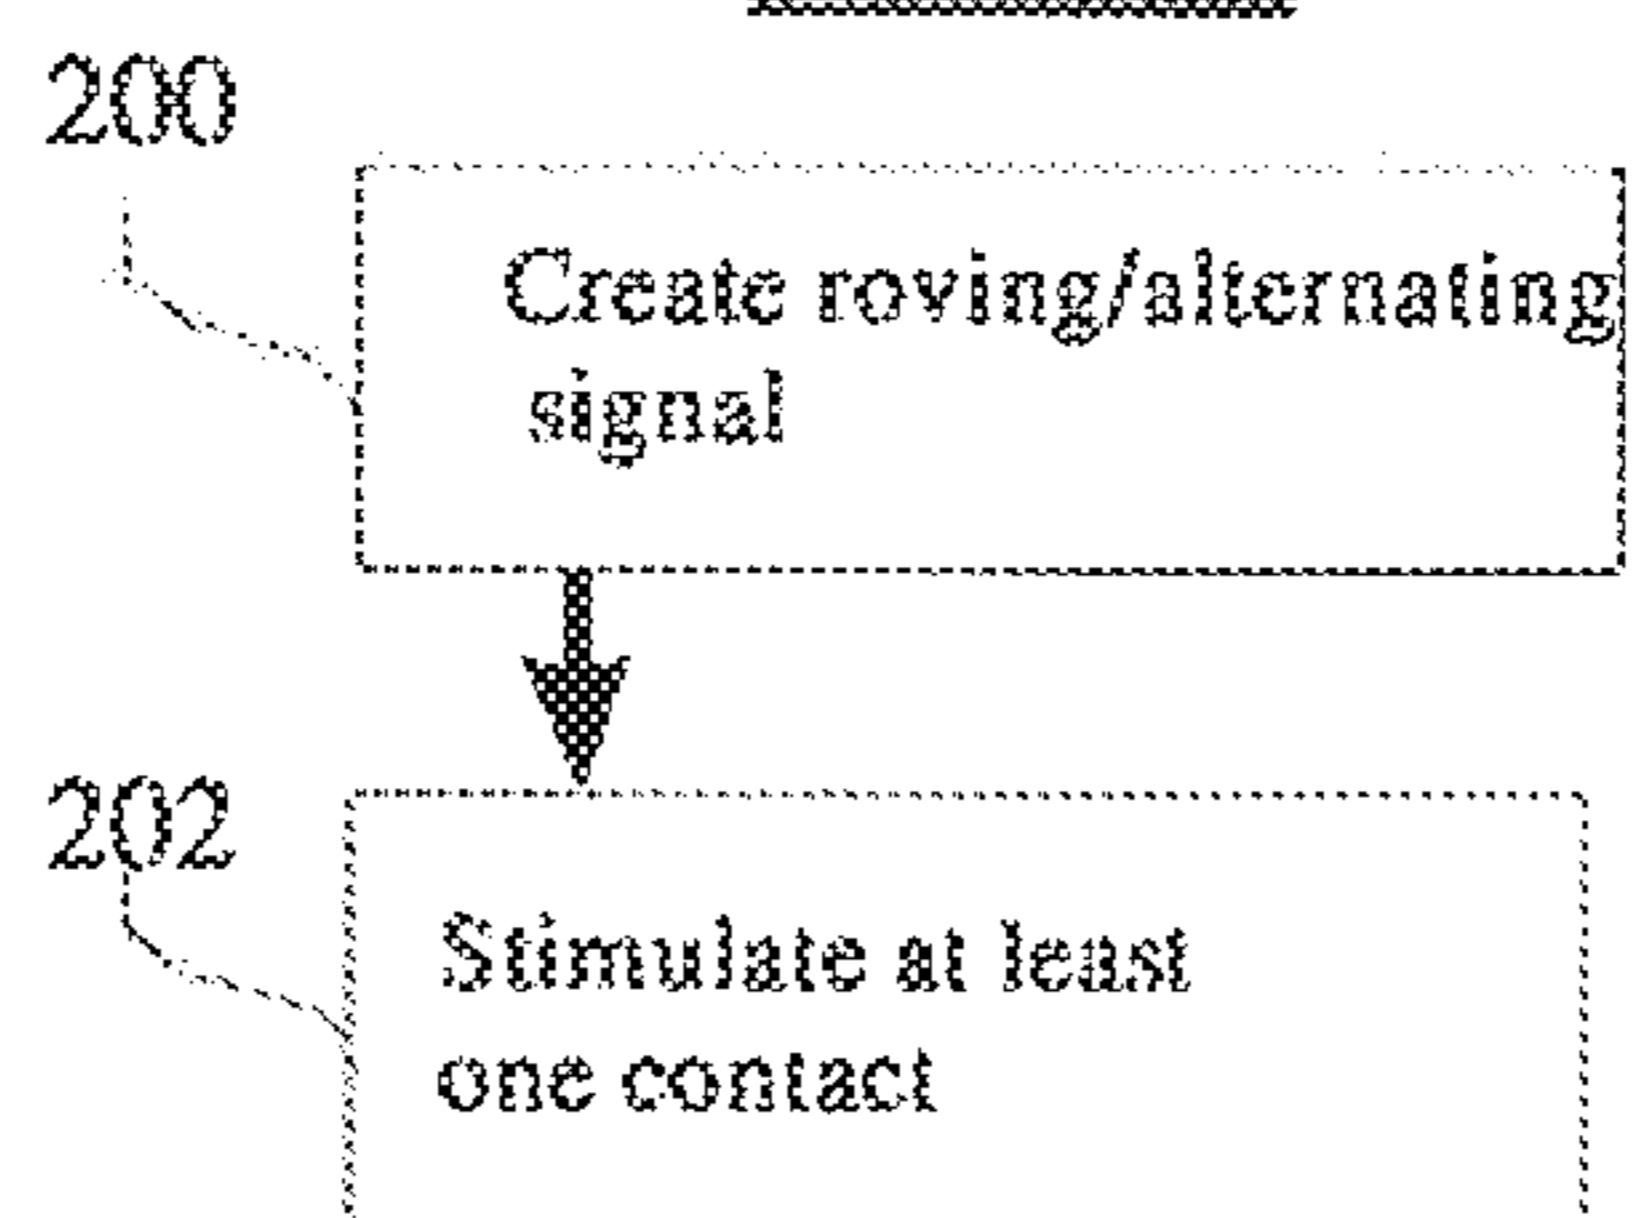 200
Create roving/alternating
signal
202
Stimulate at least
one contact